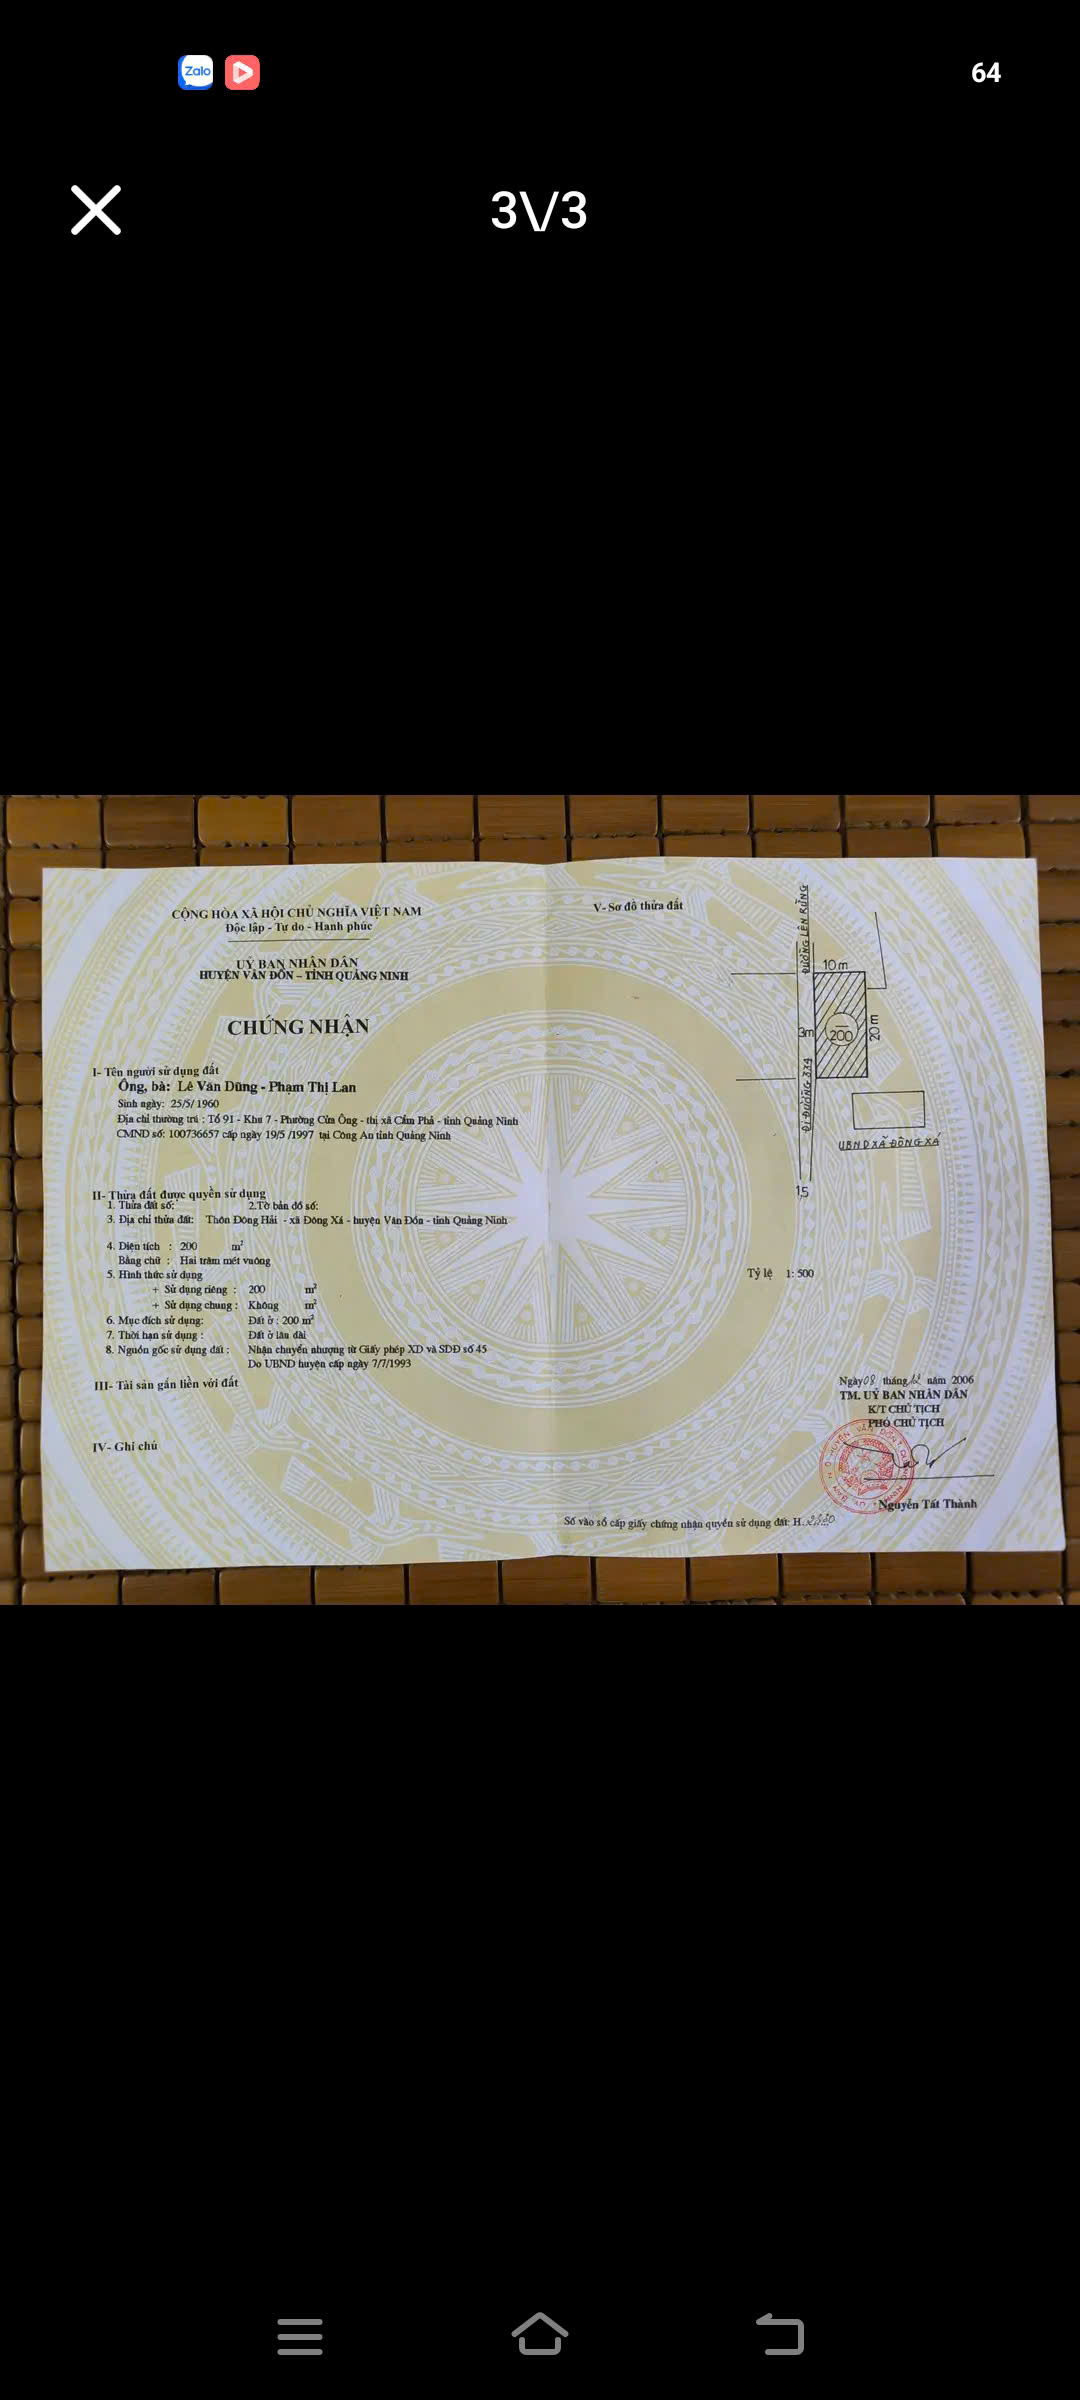 Zalo
64
3\/3
CỘNG HÒA XÃ HỘI CHỦ NGHĨA VIỆT NAM
Độc lập - Tự do - Hạnh phúc
UỶ BAN NHÂN DÂN
HUYỆN VÂN ĐỒN – TỈNH QUẢNG NINH
CHỨNG NHẬN
I- Tên người sử dụng đất
Ông, bà: Lê Văn Dũng - Phạm Thị Lan
Sinh ngày: 25/5/1960
Địa chỉ thường trú : Tổ 91 - Khu 7 - Phường Cửa Ông - thị xã Cẩm Phả - tỉnh Quảng Ninh
CMND số: 100736657 cấp ngày 19/5 /1997 tại Công An tỉnh Quảng Ninh
II- Thửa đất được quyền sử dụng
1. Thửa đất số: 2.Tờ bản đồ số:
3. Địa chỉ thửa đất: Thôn Đông Hải - xã Đông Xá - huyện Vân Đồn - tỉnh Quảng Ninh
4. Diện tích : 200 m²
Bằng chữ : Hai trăm mét vuông
5. Hình thức sử dụng
+ Sử dụng riêng : 200 m²
+ Sử dụng chung : Không m²
6. Mục đích sử dụng: Đất ở : 200 m²
7. Thời hạn sử dụng : Đất ở lâu dài
8. Nguồn gốc sử dụng đất : Nhận chuyển nhượng từ Giấy phép XD và SDĐ số 45
Do UBND huyện cấp ngày 7/7/1993
III- Tài sản gắn liền với đất
IV- Ghi chú
V- Sơ đồ thửa đất
ĐƯỜNG LÊN RỪNG
10 m
3m
200
20 m
ĐI ĐƯỜNG 334
UBND XÃ ĐÔNG XÁ
15
Tỷ lệ 1: 500
Ngày 08 tháng 12 năm 2006
TM. UỶ BAN NHÂN DÂN
K/T CHỦ TỊCH
PHÓ CHỦ TỊCH
Nguyễn Tất Thành
Số vào sổ cấp giấy chứng nhận quyền sử dụng đất: H